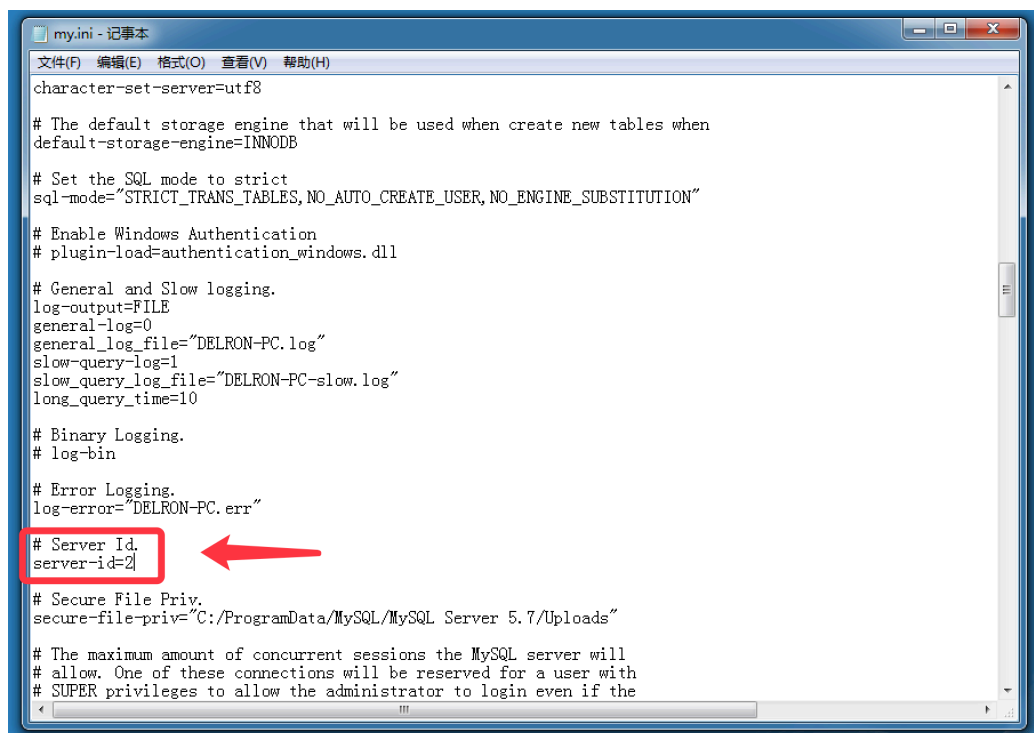 my.ini - 记事本
文件(F) 编辑(E) 格式(O) 查看(V) 帮助(H)
character-set-server=utf8
# The default storage engine that will be used when create new tables when
default-storage-engine=INNODB
# Set the SQL mode to strict
sql-mode="STRICT_TRANS_TABLES,NO_AUTO_CREATE_USER,NO_ENGINE_SUBSTITUTION"
# Enable Windows Authentication
# plugin-load=authentication_windows.dll
# General and Slow logging.
log-output=FILE
general-log=0
general_log_file="DELRON-PC.log"
slow-query-log=1
slow_query_log_file="DELRON-PC-slow.log"
long_query_time=10
# Binary Logging.
# log-bin
# Error Logging.
log-error="DELRON-PC.err"
# Server Id.
server-id=2
# Secure File Priv.
secure-file-priv="C:/ProgramData/MySQL/MySQL Server 5.7/Uploads"
# The maximum amount of concurrent sessions the MySQL server will
# allow. One of these connections will be reserved for a user with
# SUPER privileges to allow the administrator to login even if the